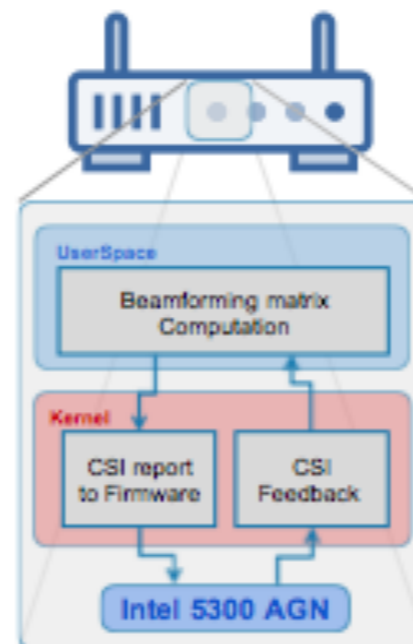 UserSpace
Beamforming matrix
Computation
Kernel
CSI report
to Firmware
CSI
Feedback
Intel 5300 AGN